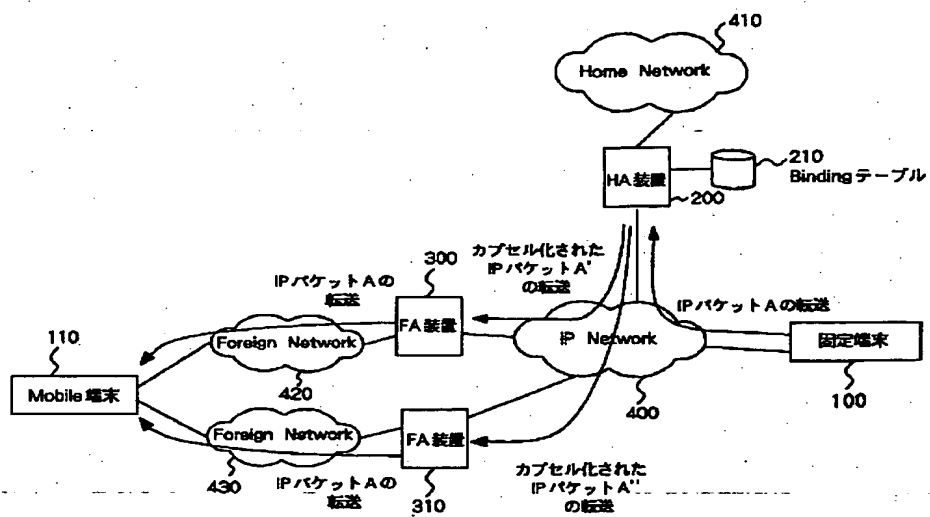 410
Home Network
HA装置
200
210
Bindingテーブル
カプセル化された
IPパケットA'
の転送
300
IPパケットAの
転送
FA装置
IPパケットAの転送
110
Foreign Network
420
IP Network
400
固定端末
100
Mobile端末
Foreign Network
430
FA装置
310
IPパケットAの
転送
カプセル化された
IPパケットA''
の転送